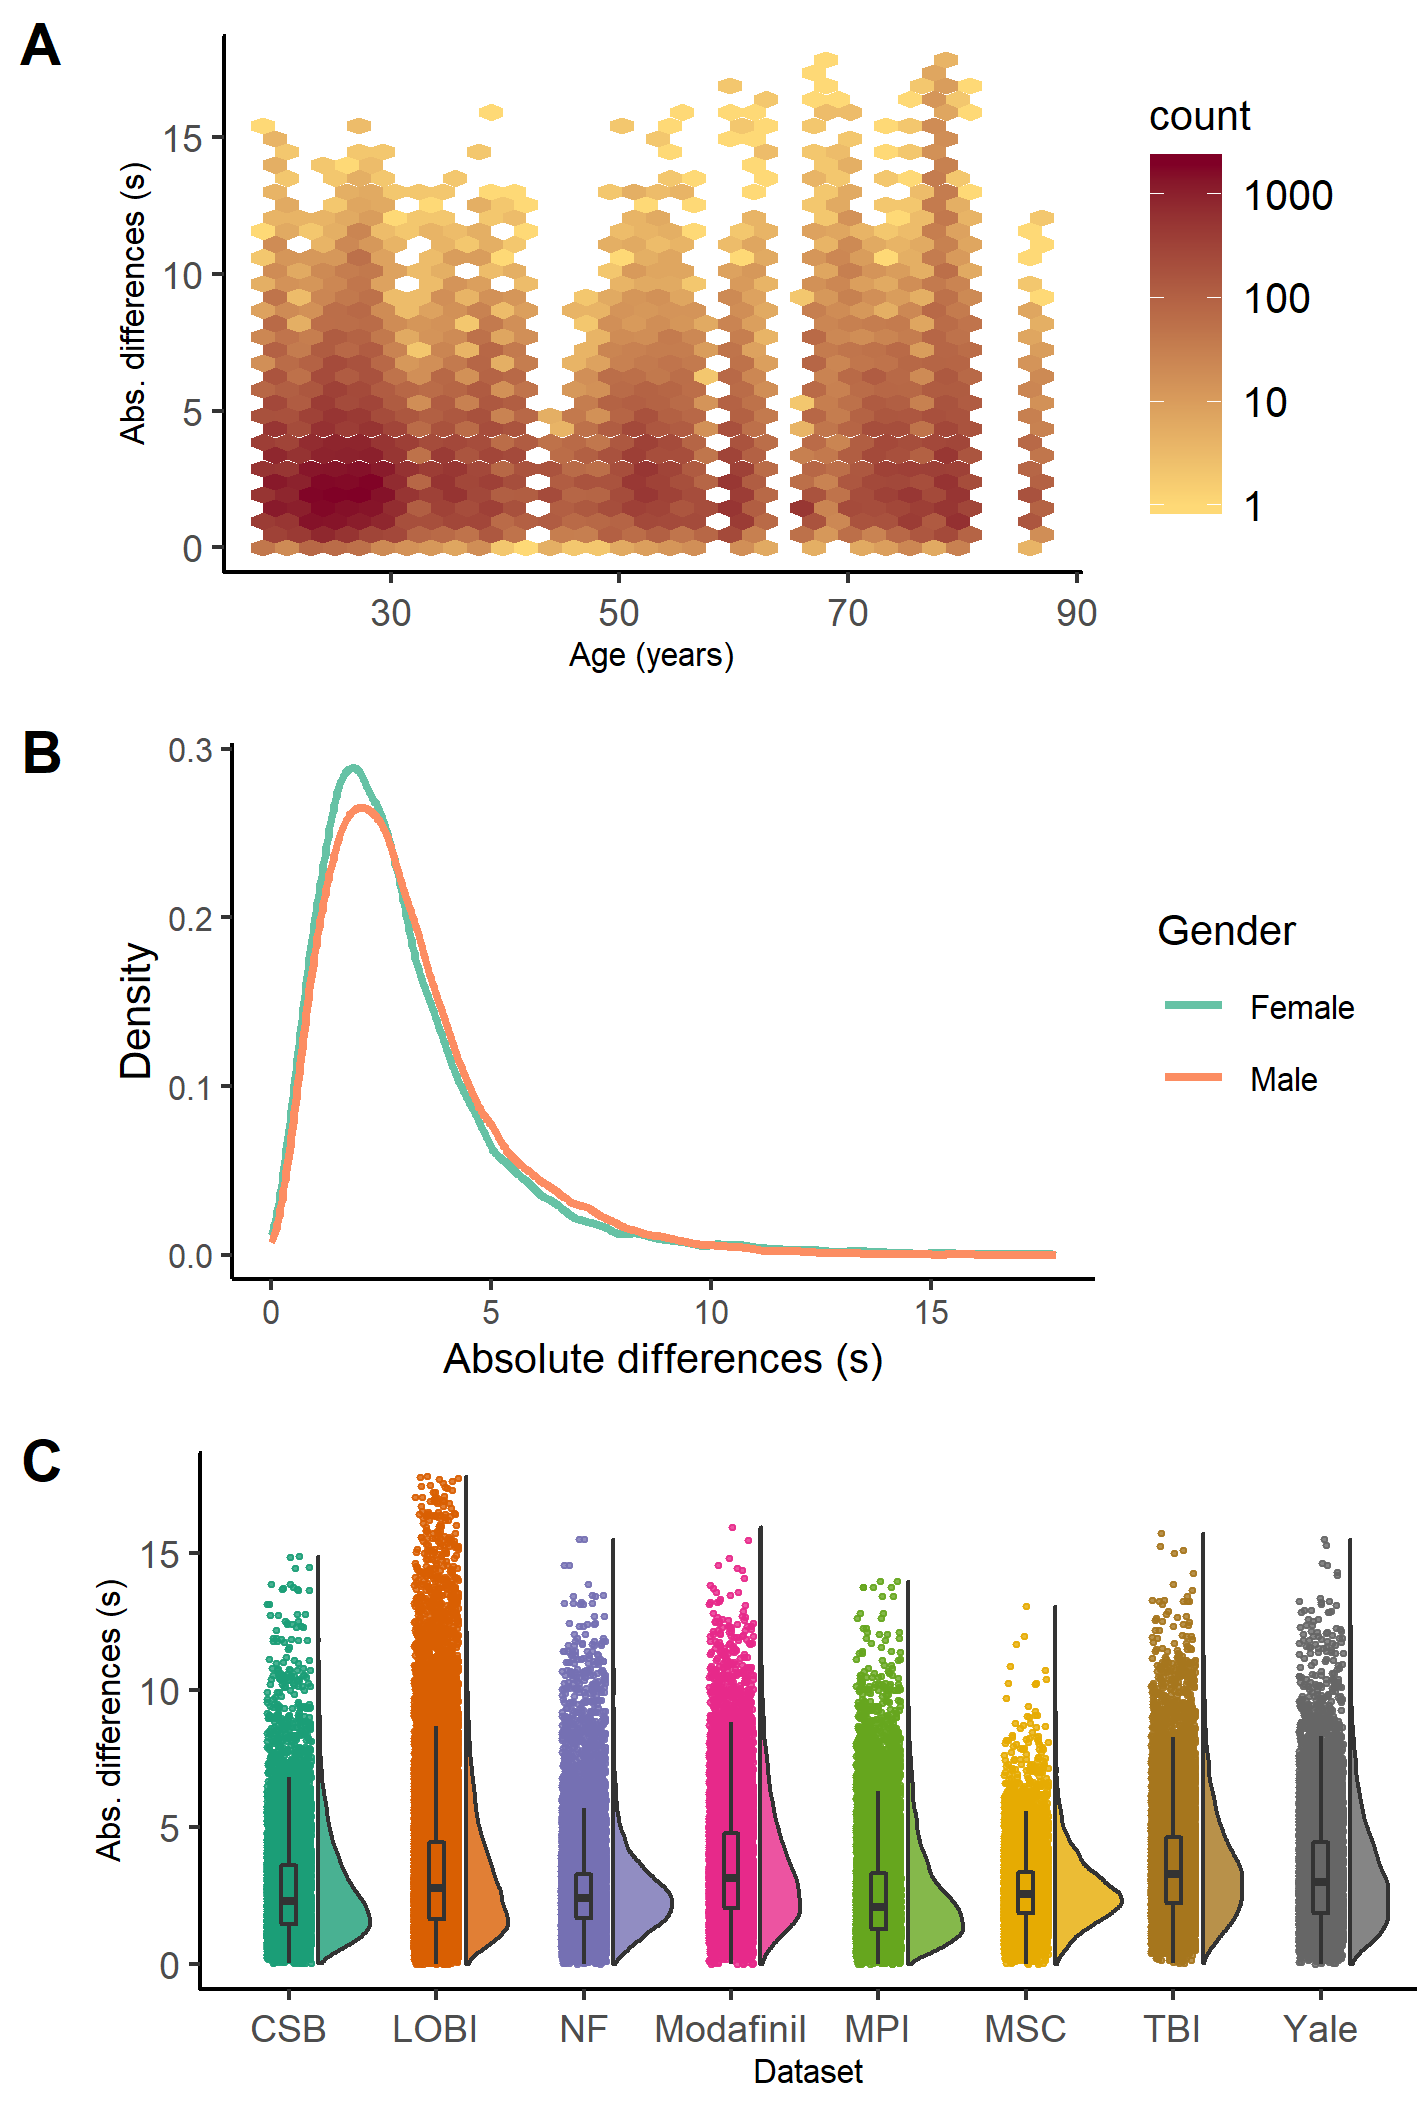 A
Abs. differences (s)
15
10
5
0
30 50 70 90
Age (years)
count
1000
100
10
1
B
Density
0.3
0.2
0.1
0.0
0 5 10 15
Absolute differences (s)
Gender
Female
Male
C
Abs. differences (s)
15
10
5
0
CSB LOBI NF Modafinil MPI MSC TBI Yale
Dataset